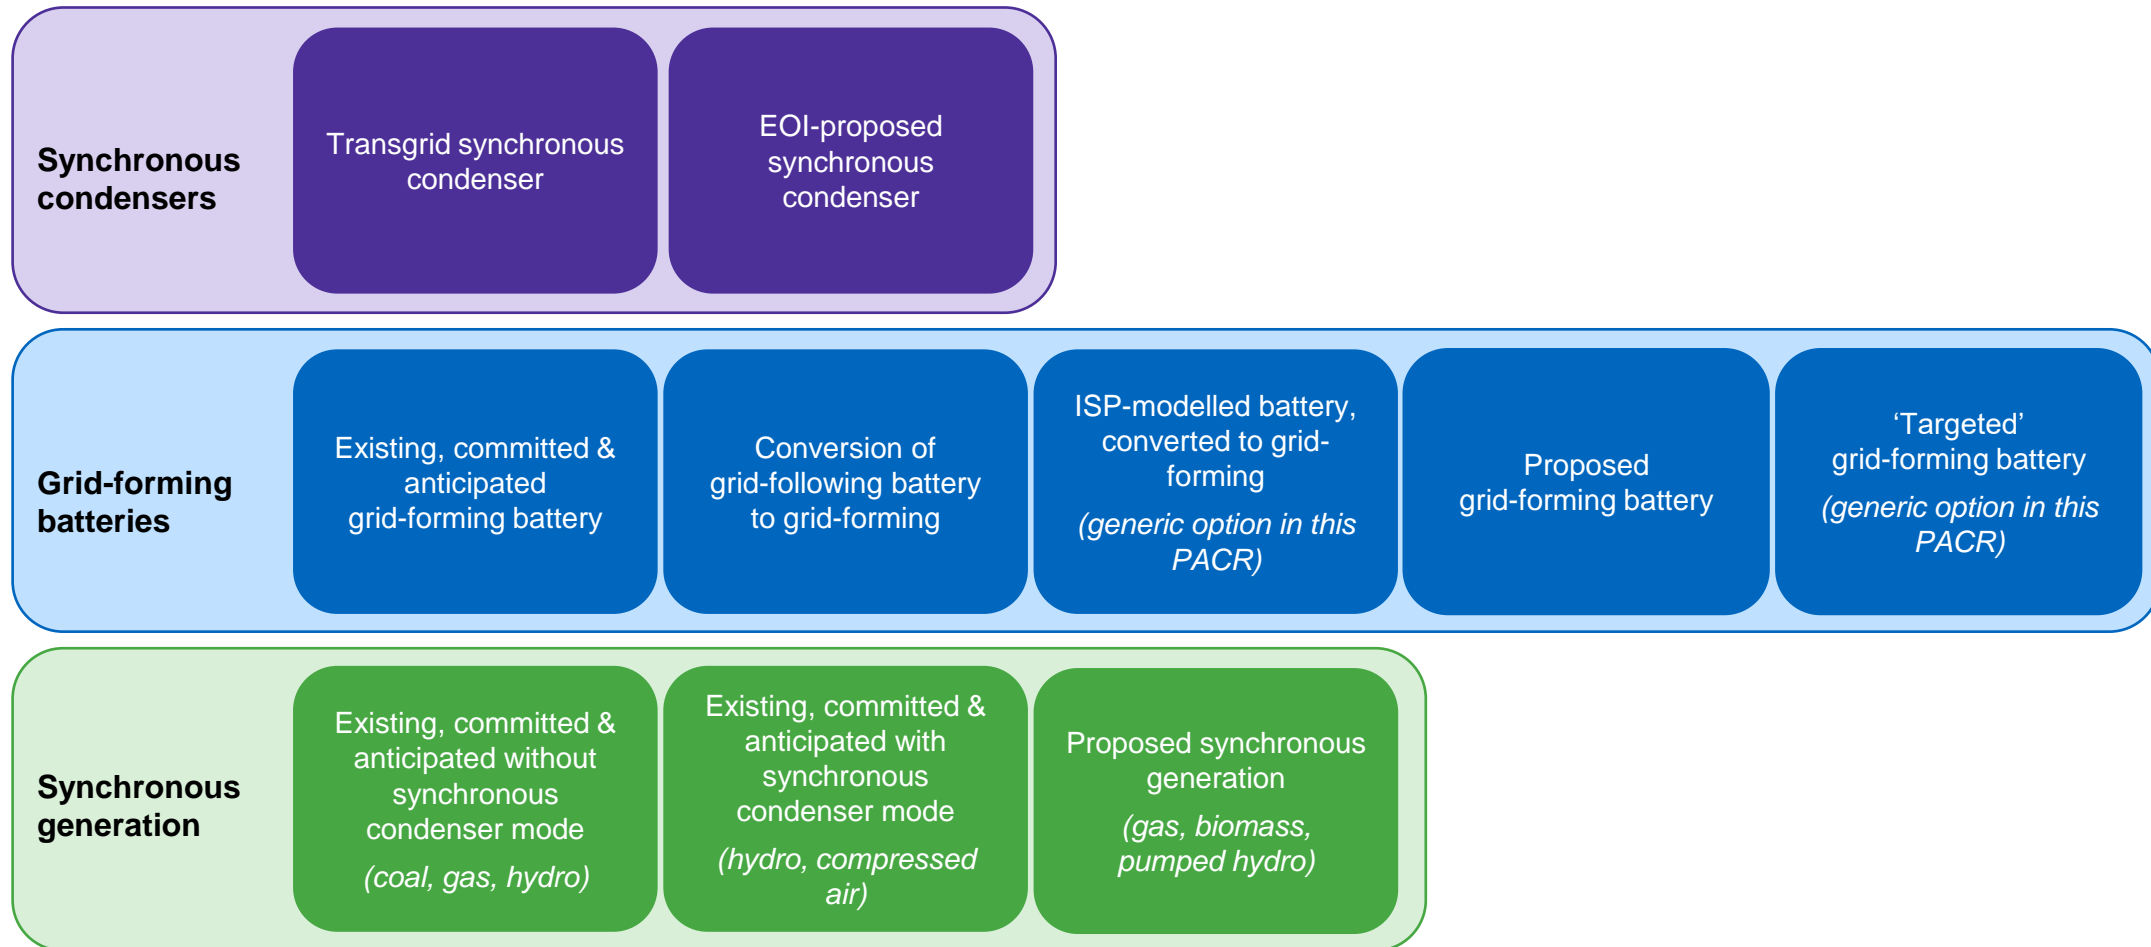 Synchronous
condensers
Transgrid synchronous
condenser
EOI-proposed
synchronous
condenser
Grid-forming
batteries
Existing, committed &
anticipated
grid-forming battery
Conversion of
grid-following battery
to grid-forming
ISP-modelled battery,
converted to grid-
forming
(generic option in this
PACR)
Proposed
grid-forming battery
‘Targeted’
grid-forming battery
(generic option in this
PACR)
Synchronous
generation
Existing, committed &
anticipated without
synchronous
condenser mode
(coal, gas, hydro)
Existing, committed &
anticipated with
synchronous
condenser mode
(hydro, compressed
air)
Proposed synchronous
generation
(gas, biomass,
pumped hydro)